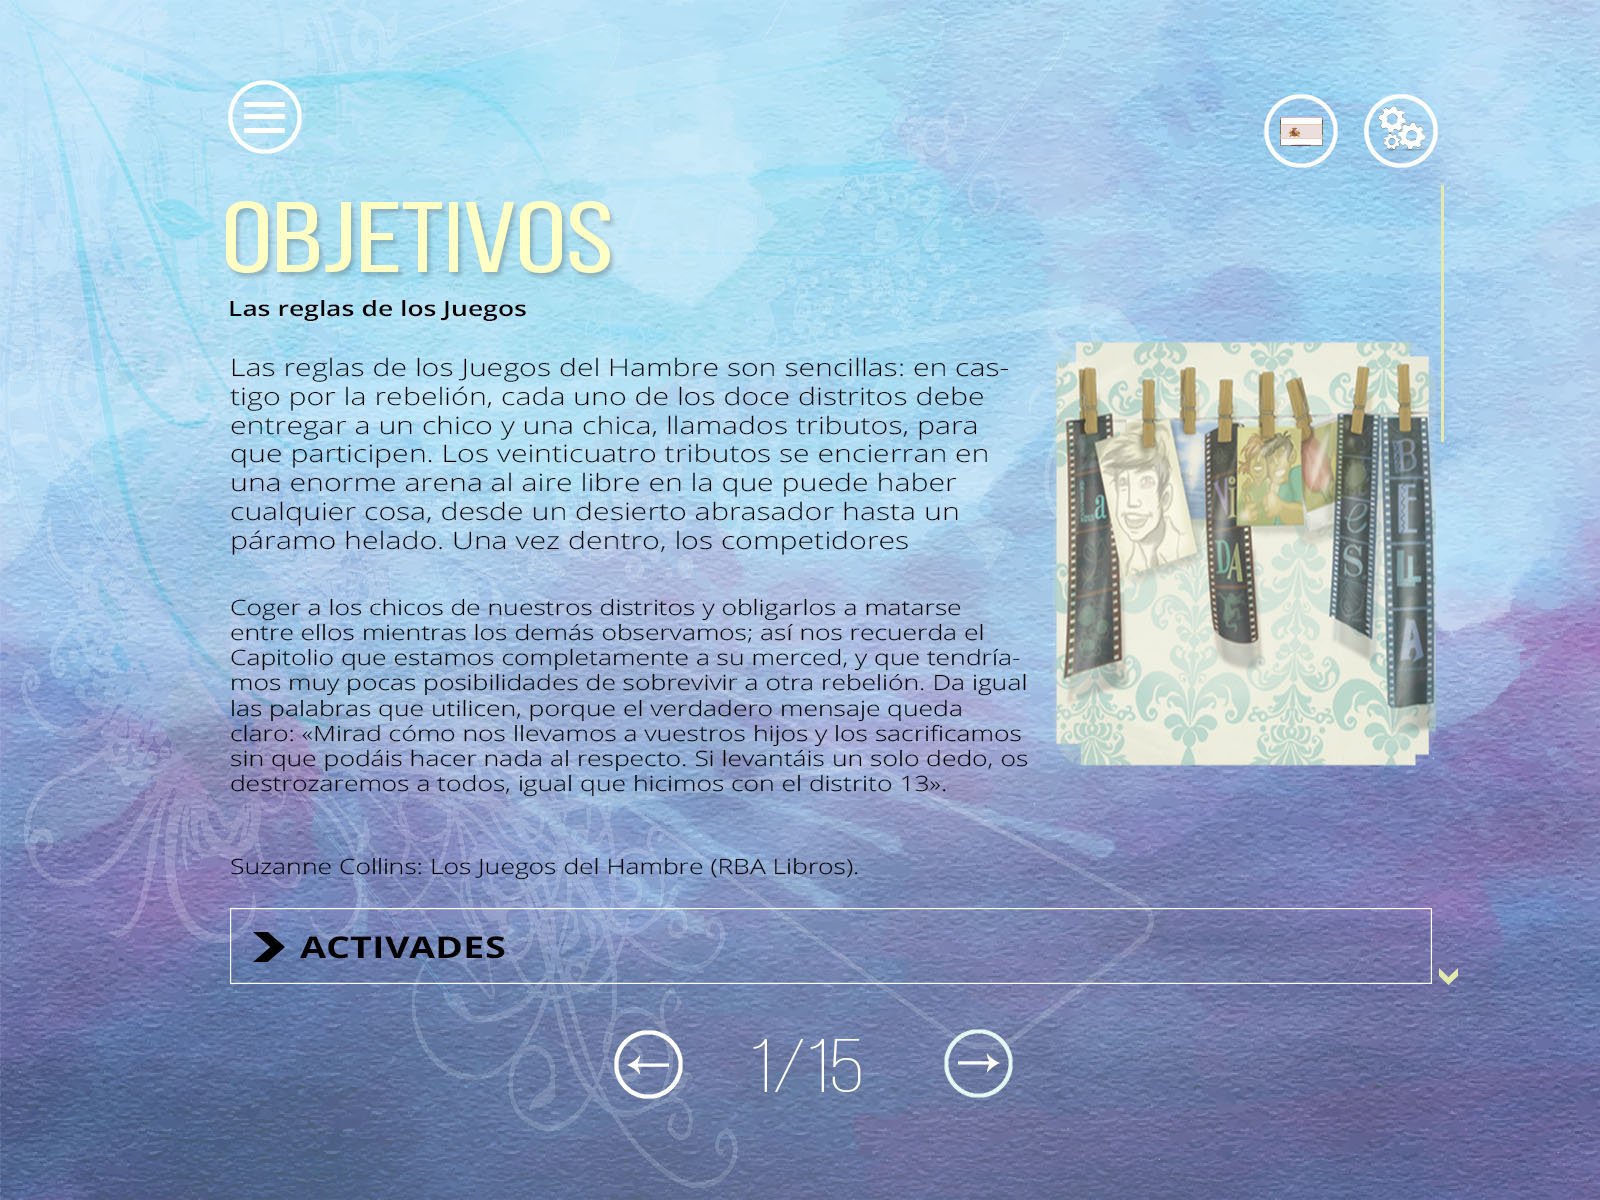 OBJETIVOS
Las reglas de los Juegos
Las reglas de los Juegos del Hambre son sencillas: en cas-
tigo por la rebelión, cada uno de los doce distritos debe
entregar a un chico y una chica, llamados tributos, para
que participen. Los veinticuatro tributos se encierran en
una enorme arena al aire libre en la que puede haber
cualquier cosa, desde un desierto abrasador hasta un
páramo helado. Una vez dentro, los competidores
Coger a los chicos de nuestros distritos y obligarlos a matarse
entre ellos mientras los demás observamos; así nos recuerda el
Capitolio que estamos completamente a su merced, y que tendría-
mos muy pocas posibilidades de sobrevivir a otra rebelión. Da igual
las palabras que utilicen, porque el verdadero mensaje queda
claro: «Mirad cómo nos llevamos a vuestros hijos y los sacrificamos
sin que podáis hacer nada al respecto. Si levantáis un solo dedo, os
destrozaremos a todos, igual que hicimos con el distrito 13».
Suzanne Collins: Los Juegos del Hambre (RBA Libros).
La
Vi
DA
eS
BELLA
ACTIVADES
1/15